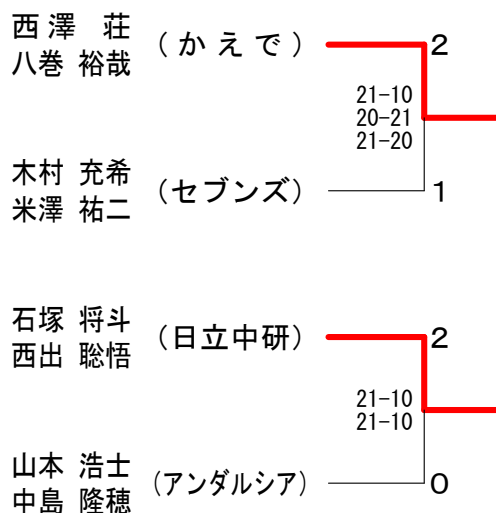 西澤 荘
八巻 裕哉
(かえで)
2
21-10
20-21
21-20
木村 充希
米澤 祐二
(セブンズ)
1
石塚 将斗
西出 聡悟
(日立中研)
2
21-10
21-10
山本 浩士
中島 隆穂
(アンダルシア)
0